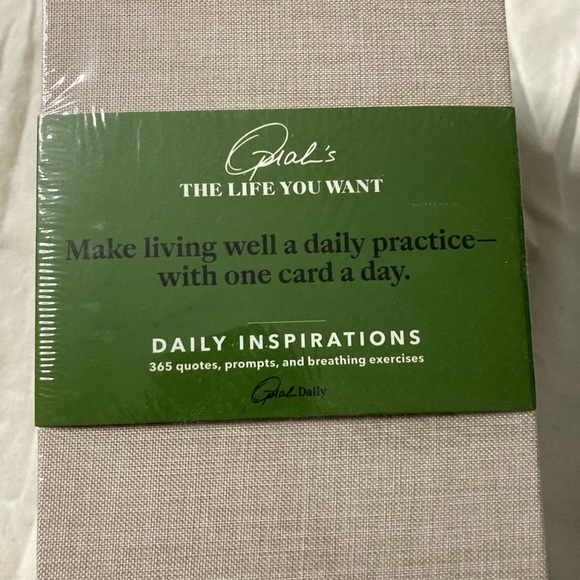 Oprah's
THE LIFE YOU WANT
Make living well a daily practice—
with one card a day.
DAILY INSPIRATIONS
365 quotes, prompts, and breathing exercises
Oprah Daily